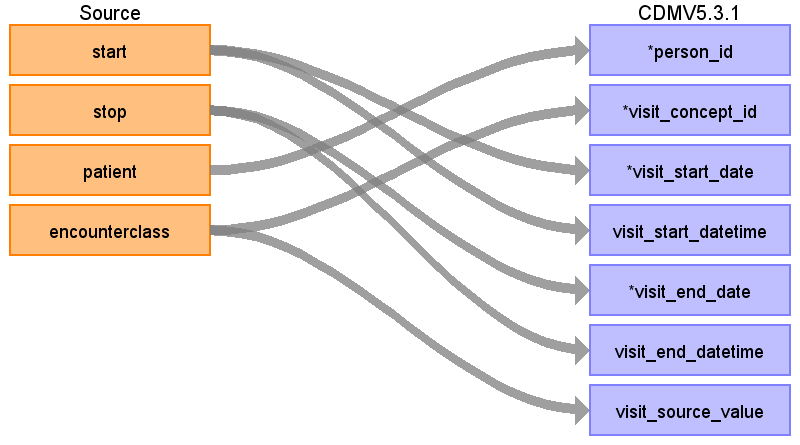 Source
CDMV5.3.1
start
*person_id
stop
*visit_concept_id
patient
*visit_start_date
encounterclass
visit_start_datetime
*visit_end_date
visit_end_datetime
visit_source_value